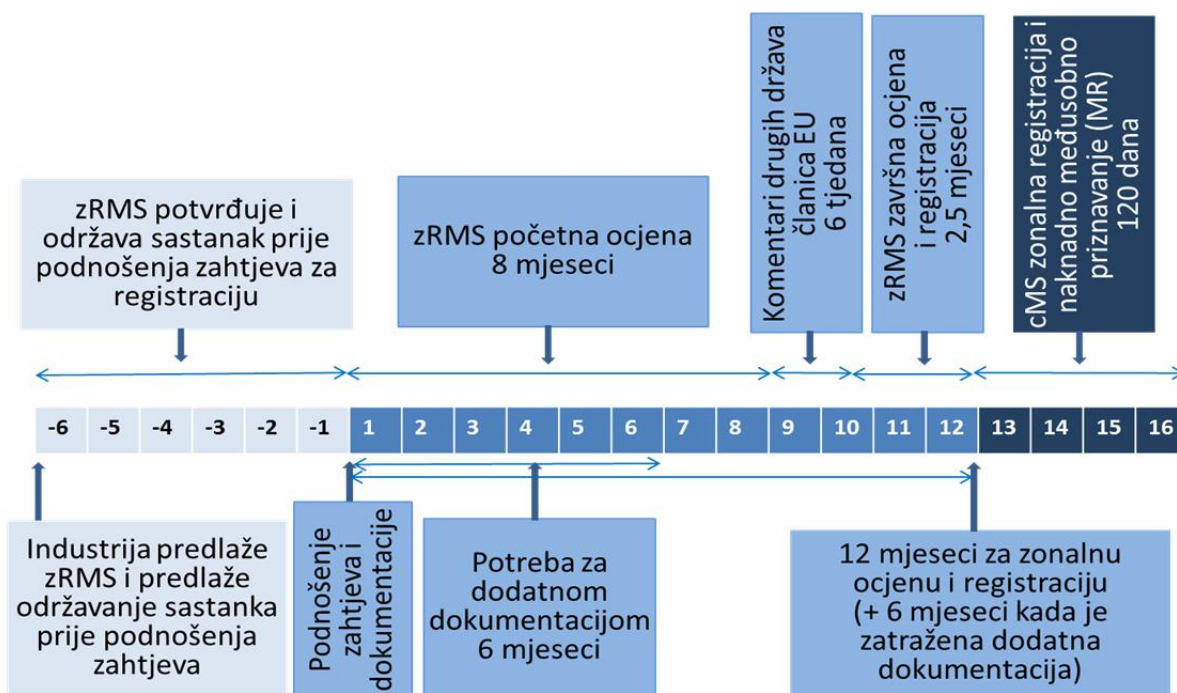 zRMS potvrđuje i
održava sastanak prije
podnošenja zahtjeva za
registraciju
zRMS početna ocjena
8 mjeseci
Komentari drugih država
članica EU
6 tjedana
zRMS završna ocjena
i registracija
2,5 mjeseci
cMS zonalna registracija i
naknadno međusobno
priznavanje (MR)
120 dana
-6 -5 -4 -3 -2 -1 1 2 3 4 5 6 7 8 9 10 11 12 13 14 15 16
Industrija predlaže
zRMS i predlaže
održavanje sastanka
prije podnošenja
zahtjeva
Podnošenje
zahtjeva i
dokumentacije
Potreba za
dodatnom
dokumentacijom
6 mjeseci
12 mjeseci za zonalnu
ocjenu i registraciju
(+ 6 mjeseci kada je
zatražena dodatna
dokumentacija)